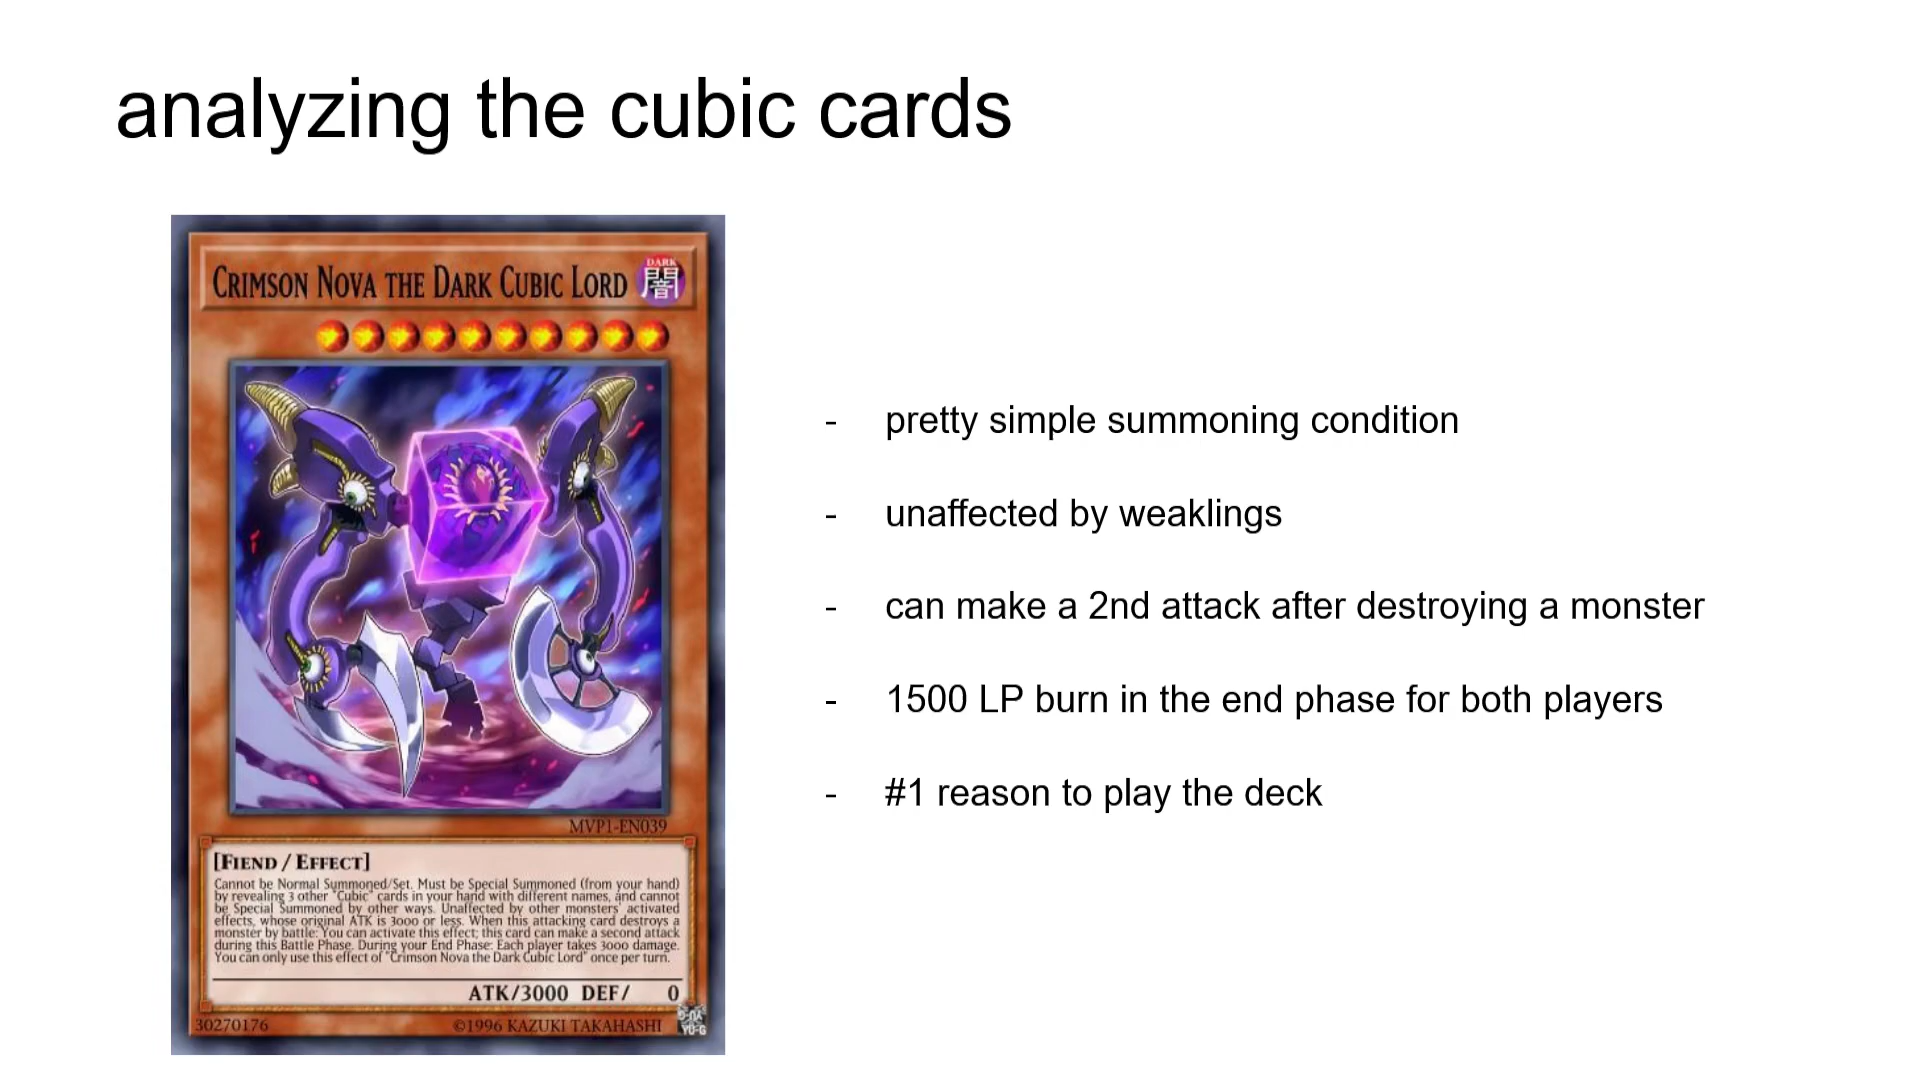 analyzing the cubic cards
CRIMSON NOVA THE DARK CUBIC LORD
DARK
闇
MVP1-EN039
[FIEND / EFFECT]
Cannot be Normal Summoned/Set. Must be Special Summoned (from your hand)
by revealing 3 other "Cubic" cards in your hand with different names, and cannot
be Special Summoned by other ways. Unaffected by other monsters' activated
effects, whose original ATK is 3000 or less. When this attacking card destroys a
monster by battle: You can activate this effect; this card can make a second attack
during this Battle Phase. During your End Phase: Each player takes 3000 damage.
You can only use this effect of "Crimson Nova the Dark Cubic Lord" once per turn.
ATK/3000 DEF/ 0
30270176
©1996 KAZUKI TAKAHASHI
- pretty simple summoning condition
- unaffected by weaklings
- can make a 2nd attack after destroying a monster
- 1500 LP burn in the end phase for both players
- #1 reason to play the deck